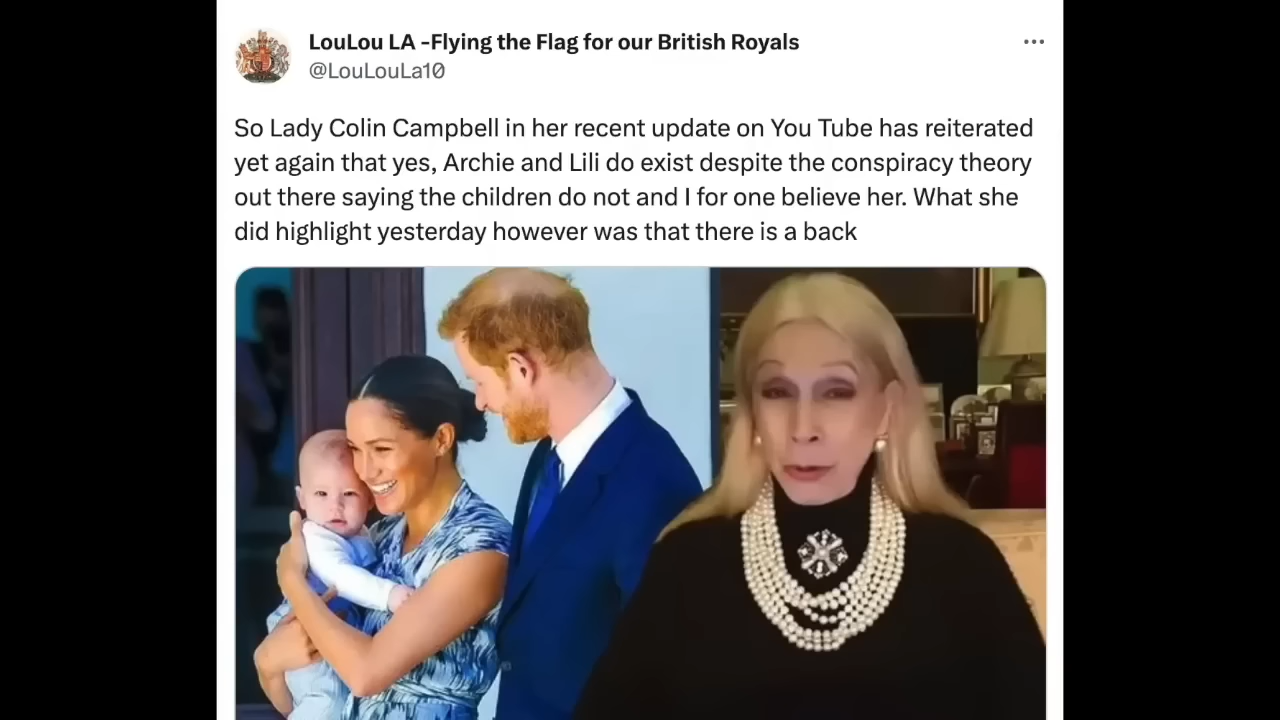 LouLou LA -Flying the Flag for our British Royals
@LouLouLa10
So Lady Colin Campbell in her recent update on You Tube has reiterated
yet again that yes, Archie and Lili do exist despite the conspiracy theory
out there saying the children do not and I for one believe her. What she
did highlight yesterday however was that there is a back